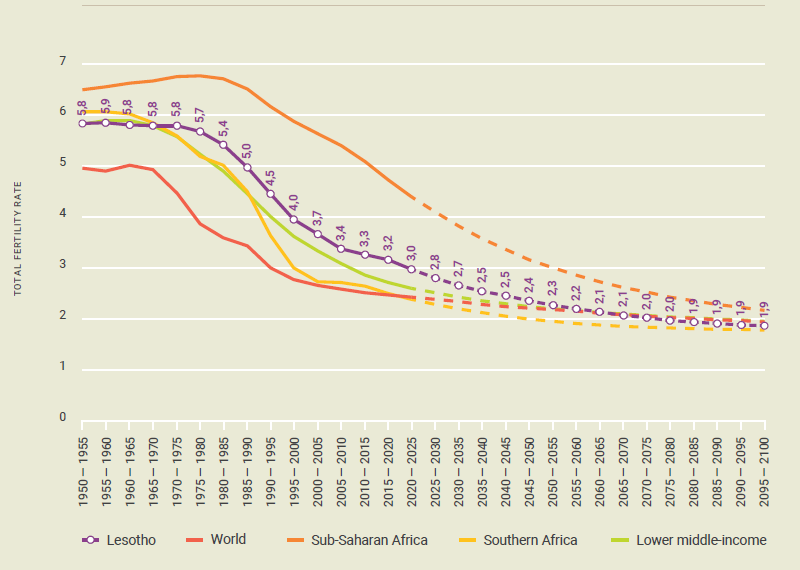 7
6
5
4
3
2
1
0
TOTAL FERTILITY RATE
5,8
5,9
5,8
5,8
5,8
5,7
5,4
5,0
4,5
4,0
3,7
3,4
3,3
3,2
3,0
2,8
2,7
2,5
2,5
2,4
2,3
2,2
2,1
2,1
2,0
2,0
1,9
1,9
1,9
1,9
1950 — 1955
1955 — 1960
1960 — 1965
1965 — 1970
1970 — 1975
1975 — 1980
1980 — 1985
1985 — 1990
1990 — 1995
1995 — 2000
2000 — 2005
2005 — 2010
2010 — 2015
2015 — 2020
2020 — 2025
2025 — 2030
2030 — 2035
2035 — 2040
2040 — 2045
2045 — 2050
2050 — 2055
2055 — 2060
2060 — 2065
2065 — 2070
2070 — 2075
2075 — 2080
2080 — 2085
2085 — 2090
2090 — 2095
2095 — 2100
Lesotho World Sub-Saharan Africa Southern Africa Lower middle-income